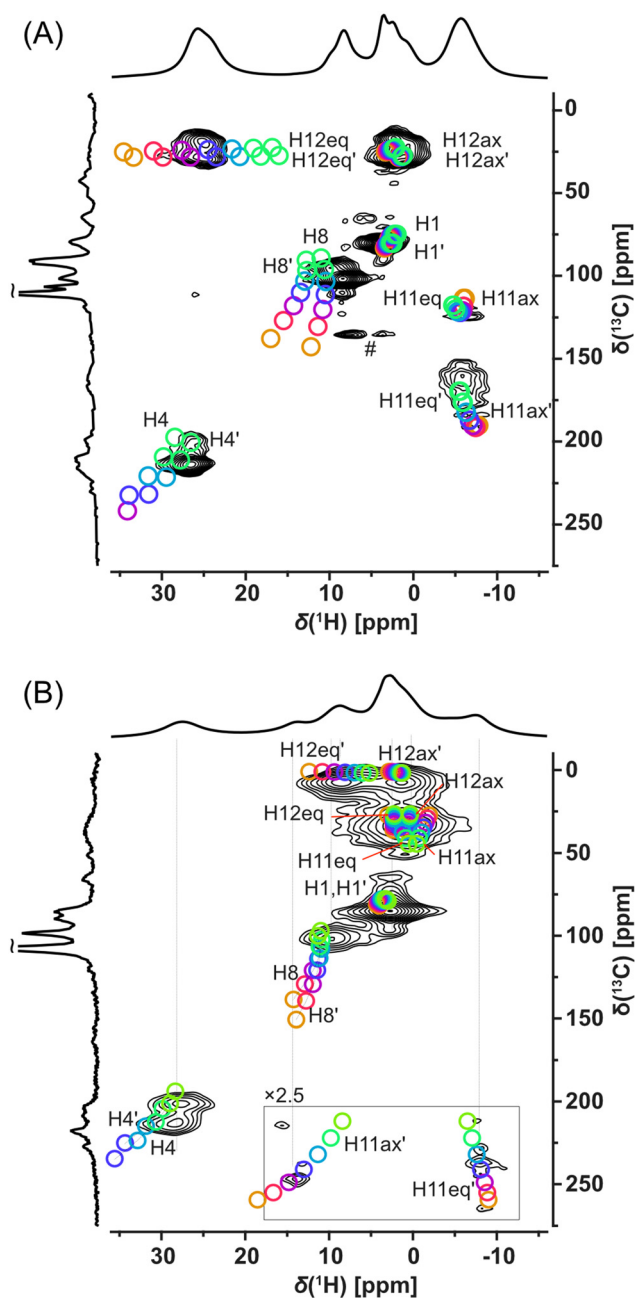 (A)
0
H12eq
H12ax
H12eq'
H12ax'
50
H1
H8
H1'
H8'
100
H11eq
H11ax
#
150
H11eq'
H11ax'
H4
H4'
200
250
δ(¹³C) [ppm]
~
30
20
10
0
-10
δ(¹H) [ppm]
(B)
H12eq'
H12ax'
0
H12ax
H12eq
50
H11eq
H11ax
H1,H1'
100
H8
H8'
150
×2.5
200
H4'
H4
H11ax'
H11eq'
250
δ(¹³C) [ppm]
~
30
20
10
0
-10
δ(¹H) [ppm]